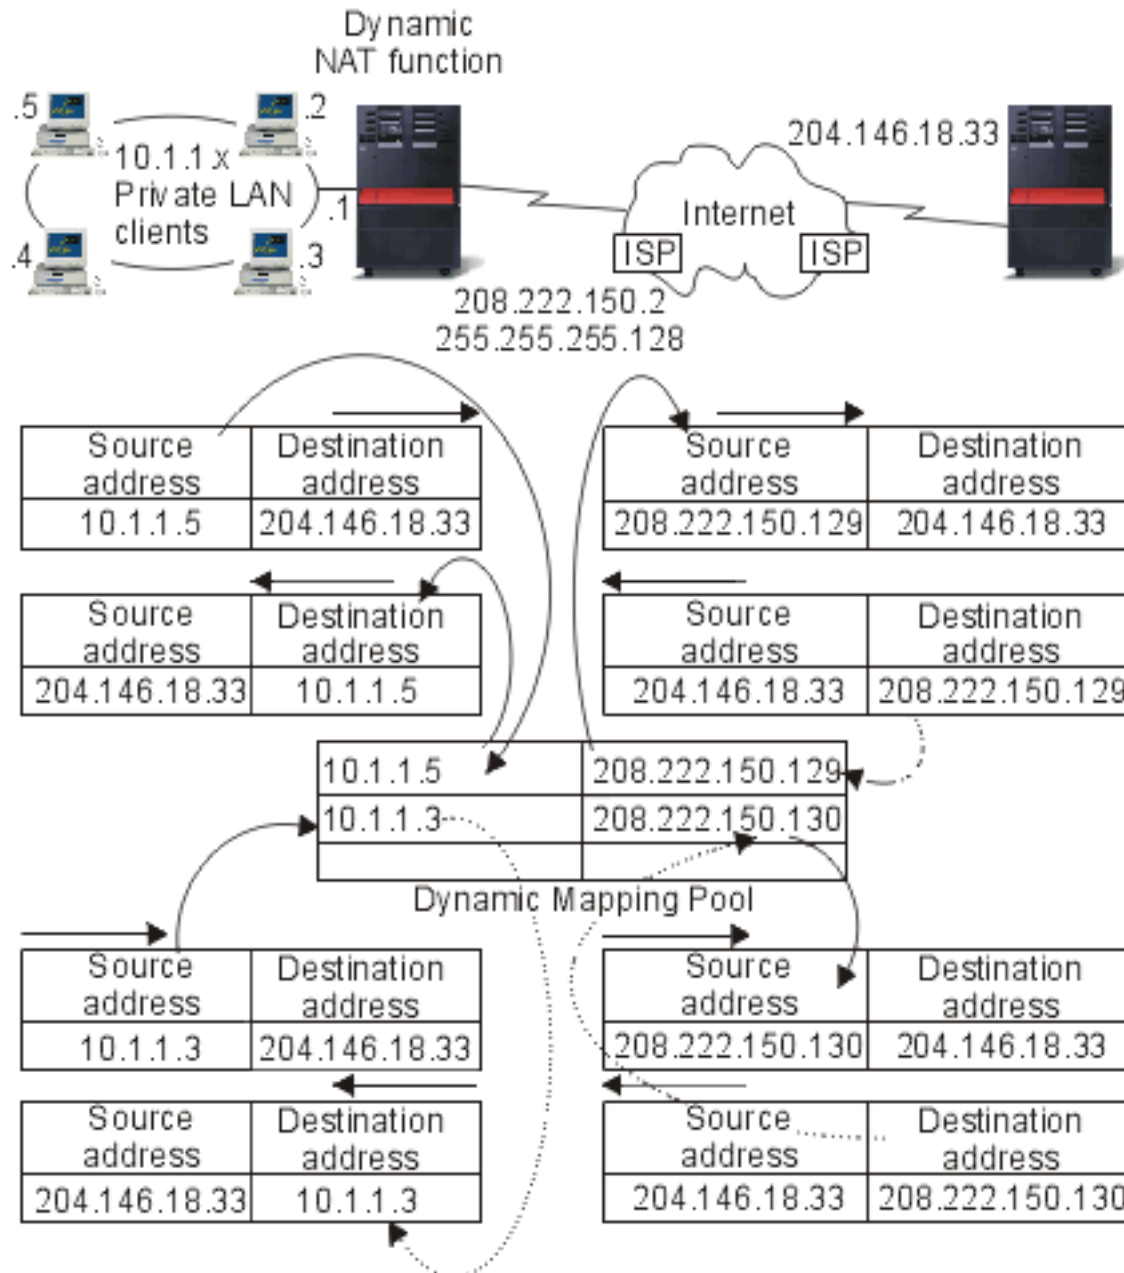 Dynamic
NAT function
.5
.2
204.146.18.33
10.1.1 x
Private LAN
clients
.1
Internet
.4
.3
ISP
ISP
208.222.150.2
255.255.255.128
Source address
Destination address
10.1.1.5
204.146.18.33
Source address
Destination address
208.222.150.129
204.146.18.33
Source address
Destination address
204.146.18.33
10.1.1.5
Source address
Destination address
204.146.18.33
208.222.150.129
10.1.1.5
208.222.150.129
10.1.1.3
208.222.150.130
Dynamic Mapping Pool
Source address
Destination address
10.1.1.3
204.146.18.33
Source address
Destination address
208.222.150.130
204.146.18.33
Source address
Destination address
204.146.18.33
10.1.1.3
Source address
Destination address
204.146.18.33
208.222.150.130